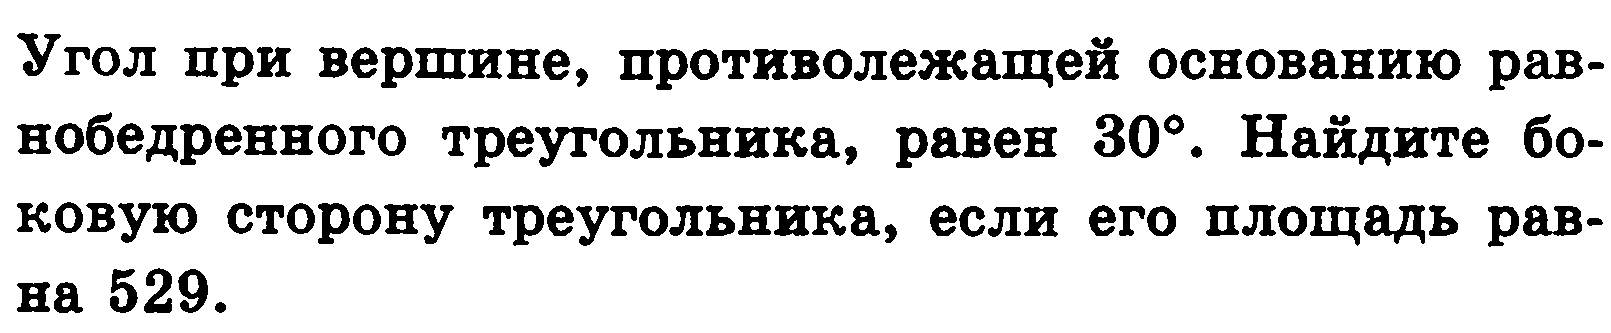 Угол при вершине, противолежащей основанию рав-
нобедренного треугольника, равен 30°. Найдите бо-
ковую сторону треугольника, если его площадь рав-
на 529.